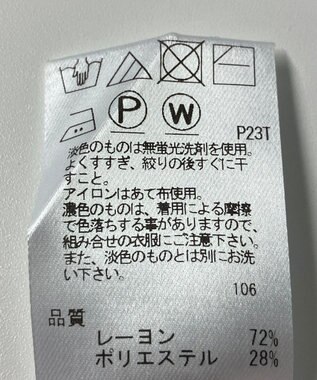 P W
P23T
淡色のものは無蛍光洗剤を使用。
よくすすぎ、絞りの後すぐに干
すこと。
アイロンはあて布使用。
濃色のものは、着用による摩擦
で色落ちする事がありますので、
組み合せの衣服にご注意下さい。
また、淡色のものとは別にお洗
い下さい。
106
品質
レーヨン 72%
ポリエステル 28%